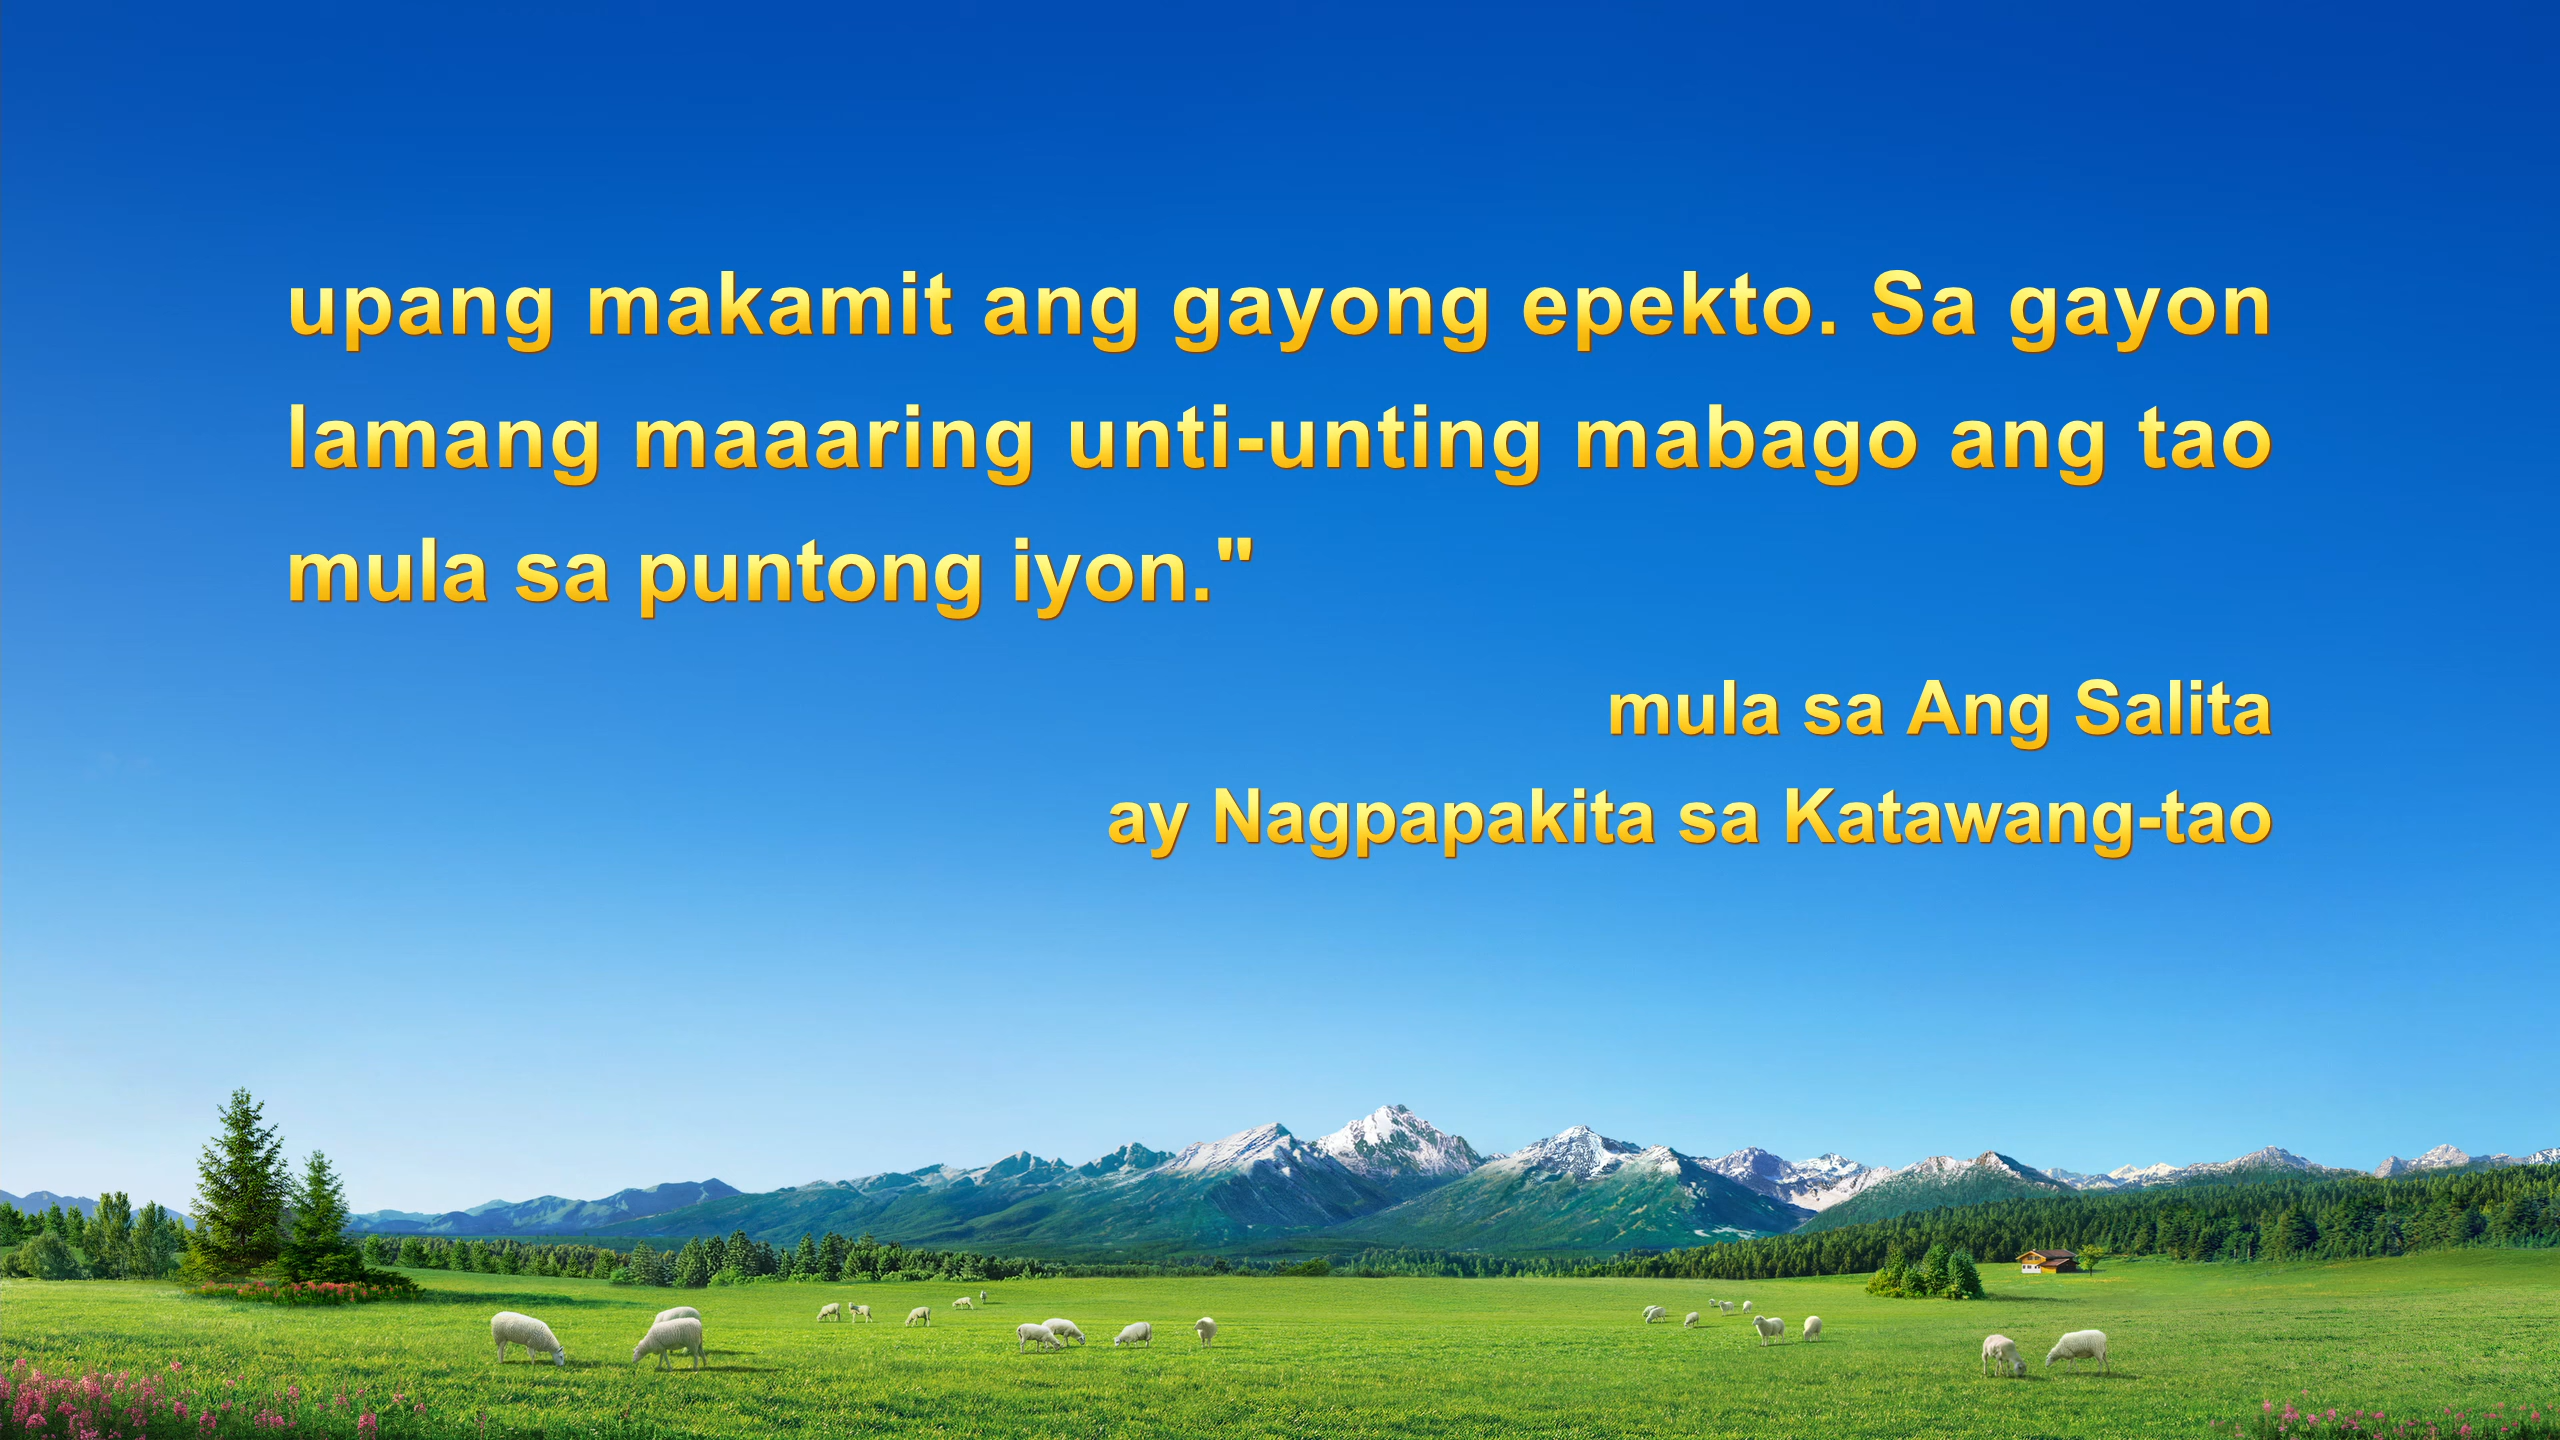 upang makamit ang gayong epekto. Sa gayon
lamang maaaring unti-unting mabago ang tao
mula sa puntong iyon."
mula sa Ang Salita
ay Nagpapakita sa Katawang-tao